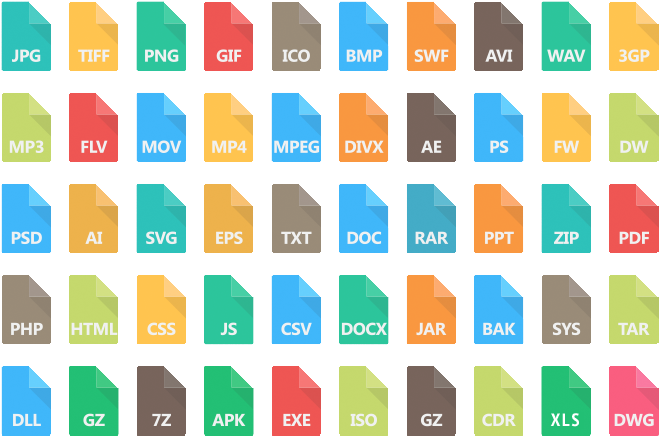 JPG TIFF PNG GIF ICO BMP SWF AVI WAV 3GP
MP3 FLV MOV MP4 MPEG DIVX AE PS FW DW
PSD AI SVG EPS TXT DOC RAR PPT ZIP PDF
PHP HTML CSS JS CSV DOCX JAR BAK SYS TAR
DLL GZ 7Z APK EXE ISO GZ CDR XLS DWG